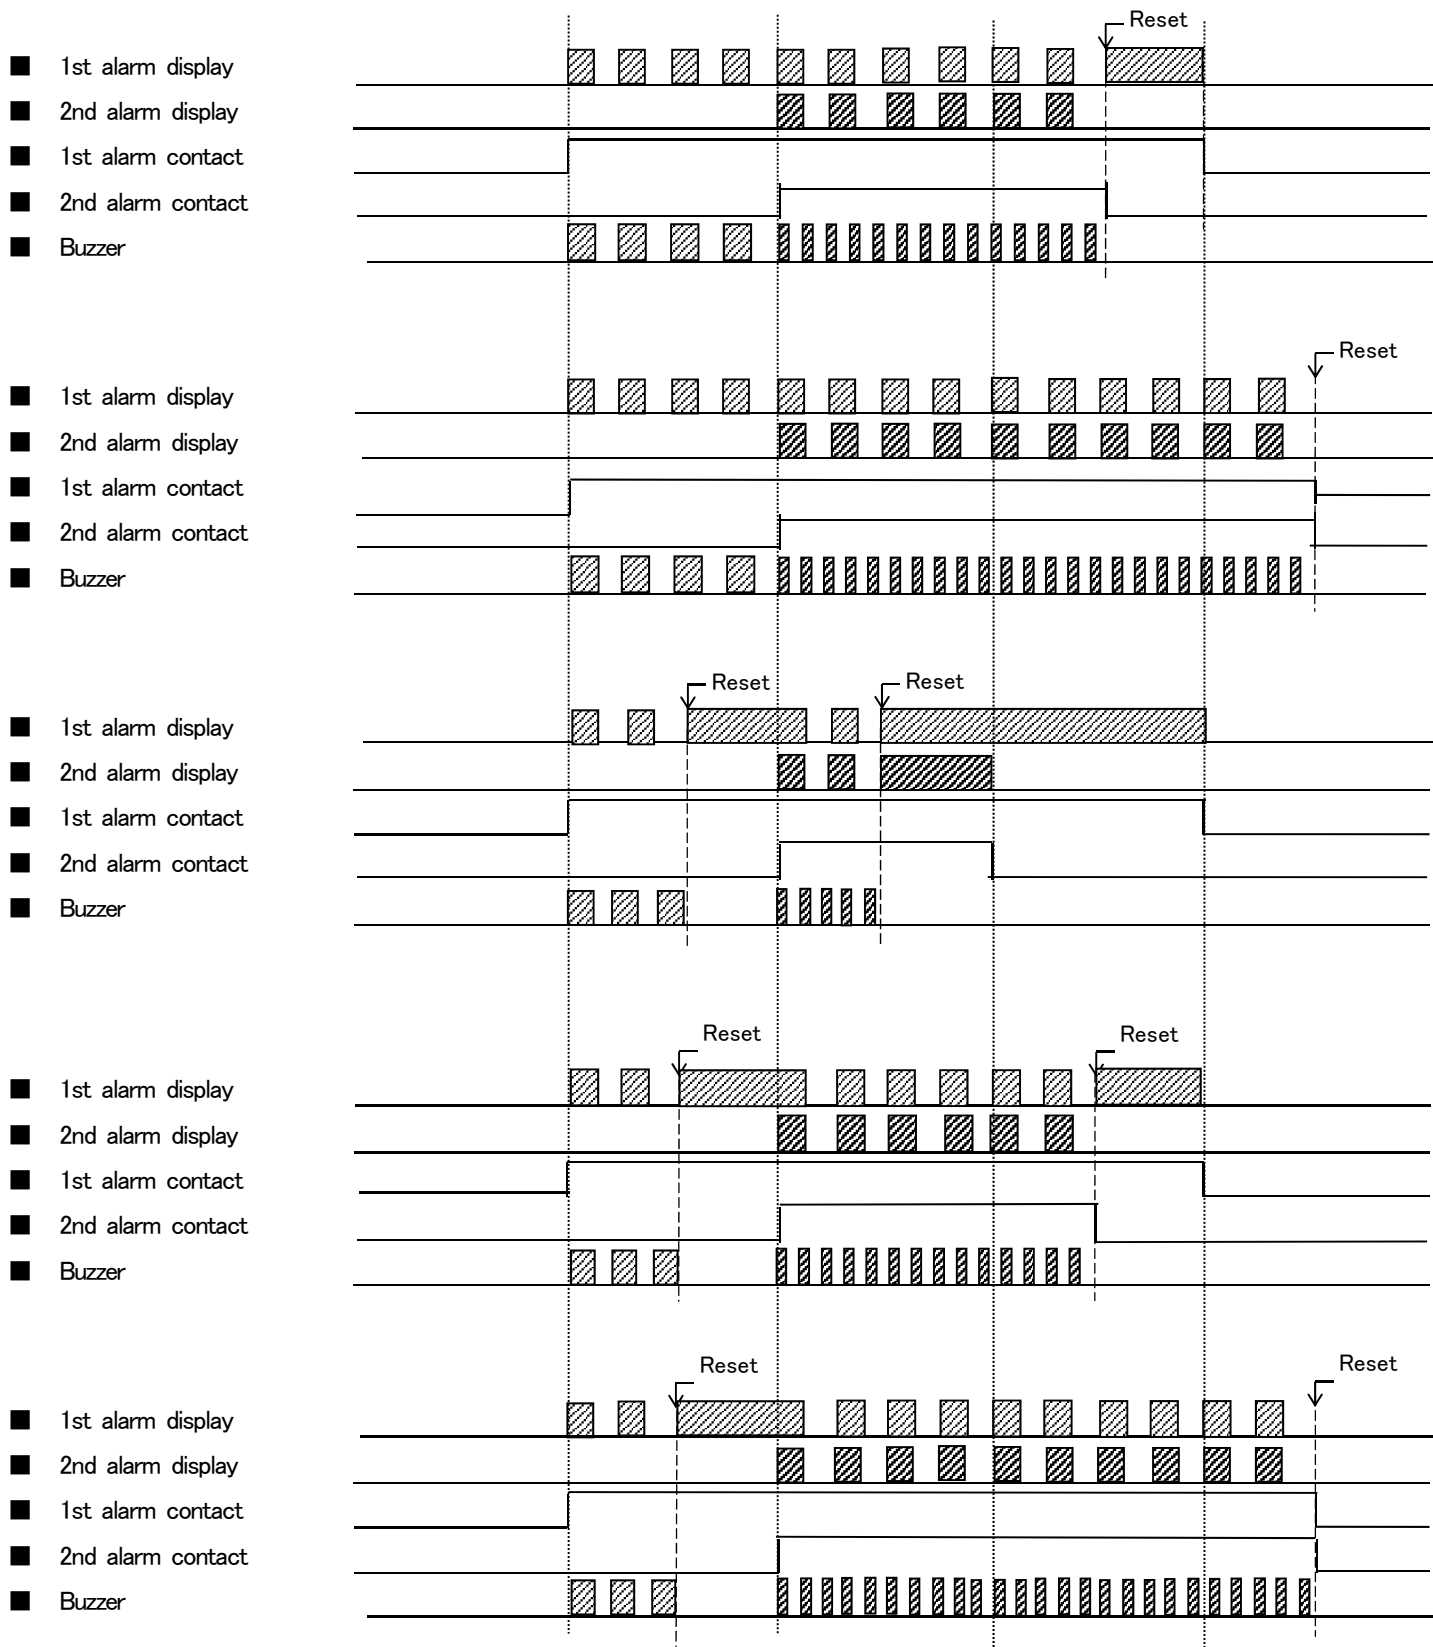 Reset
■ 1st alarm display
■ 2nd alarm display
■ 1st alarm contact
■ 2nd alarm contact
■ Buzzer
Reset
■ 1st alarm display
■ 2nd alarm display
■ 1st alarm contact
■ 2nd alarm contact
■ Buzzer
Reset Reset
■ 1st alarm display
■ 2nd alarm display
■ 1st alarm contact
■ 2nd alarm contact
■ Buzzer
Reset Reset
■ 1st alarm display
■ 2nd alarm display
■ 1st alarm contact
■ 2nd alarm contact
■ Buzzer
Reset Reset
■ 1st alarm display
■ 2nd alarm display
■ 1st alarm contact
■ 2nd alarm contact
■ Buzzer